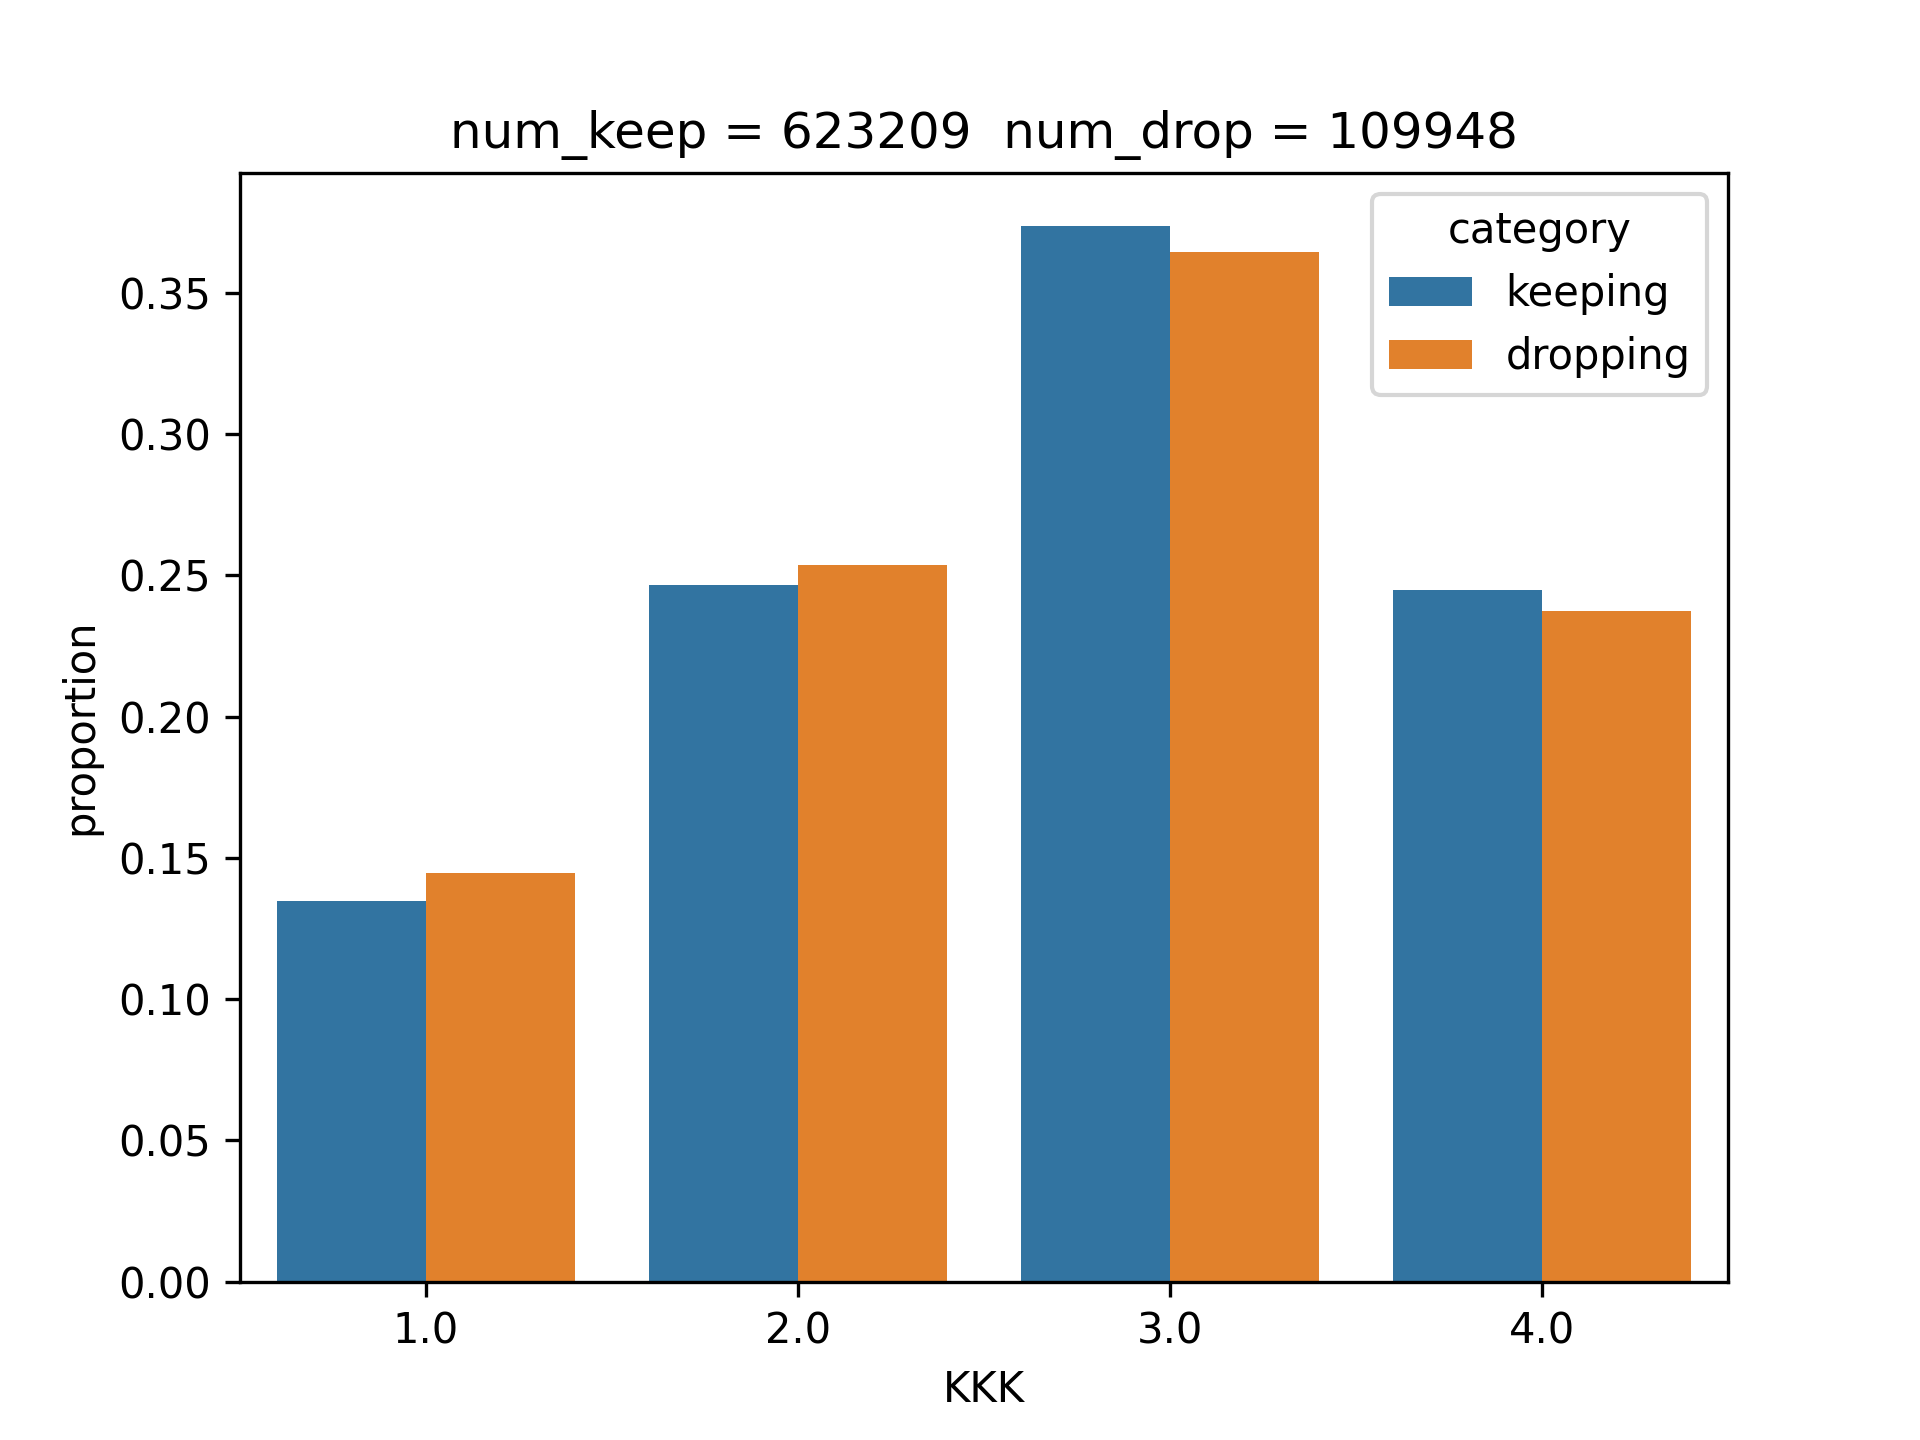 num_keep = 623209  num_drop = 109948
category
keeping
dropping
0.35
0.30
0.25
0.20
0.15
0.10
0.05
0.00
proportion
1.0 2.0 3.0 4.0
KKK